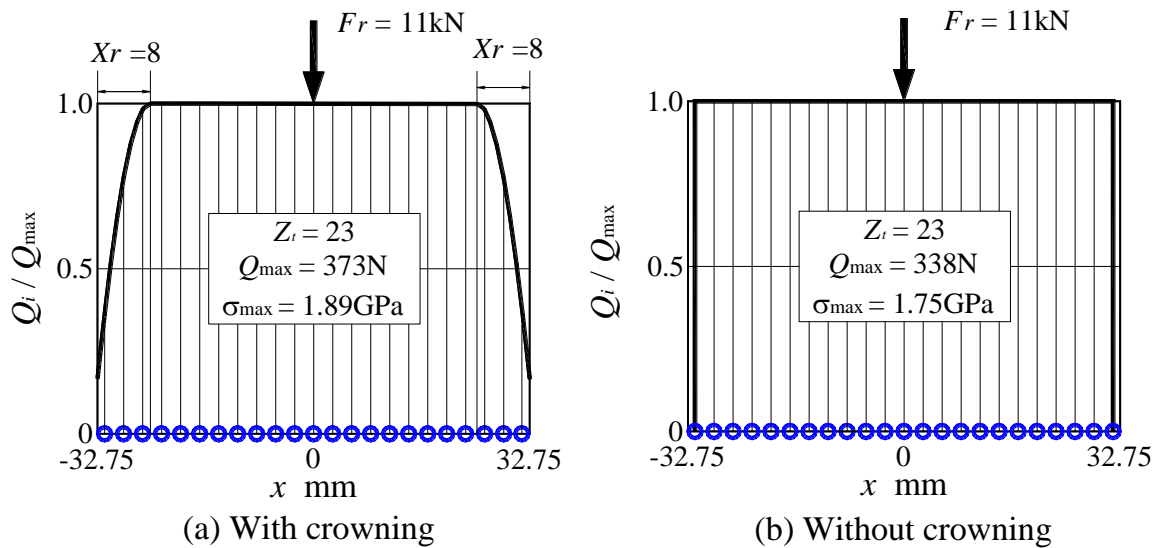 Fr = 11kN
Xr =8
Xr =8
1.0
0.5
0
Qi / Qmax
Zt = 23
Qmax = 373N
σmax = 1.89GPa
-32.75
0
32.75
x mm
(a) With crowning
Fr = 11kN
1.0
0.5
0
Qi / Qmax
Zt = 23
Qmax = 338N
σmax = 1.75GPa
-32.75
0
32.75
x mm
(b) Without crowning